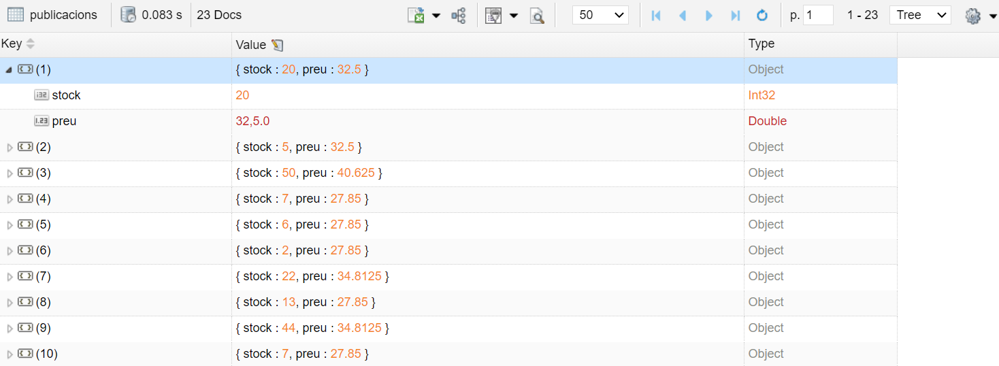 publicacions 0.083 s 23 Docs 50 p. 1 1 - 23 Tree
Key Value Type
(1) { stock : 20, preu : 32.5 } Object
i32 stock 20 Int32
1.23 preu 32,5.0 Double
(2) { stock : 5, preu : 32.5 } Object
(3) { stock : 50, preu : 40.625 } Object
(4) { stock : 7, preu : 27.85 } Object
(5) { stock : 6, preu : 27.85 } Object
(6) { stock : 2, preu : 27.85 } Object
(7) { stock : 22, preu : 34.8125 } Object
(8) { stock : 13, preu : 27.85 } Object
(9) { stock : 44, preu : 34.8125 } Object
(10) { stock : 7, preu : 27.85 } Object